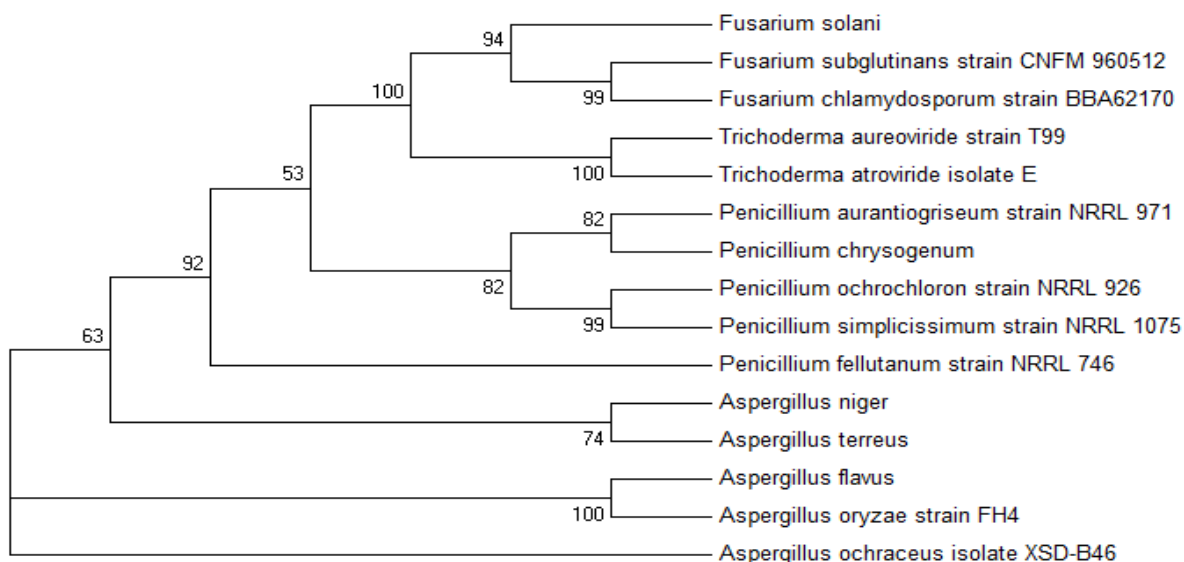 94
Fusarium solani
Fusarium subglutinans strain CNFM 960512
100
99
Fusarium chlamydosporum strain BBA62170
Trichoderma aureoviride strain T99
53
100
Trichoderma atroviride isolate E
82
Penicillium aurantiogriseum strain NRRL 971
Penicillium chrysogenum
92
82
Penicillium ochrochloron strain NRRL 926
99
Penicillium simplicissimum strain NRRL 1075
63
Penicillium fellutanum strain NRRL 746
Aspergillus niger
74
Aspergillus terreus
Aspergillus flavus
100
Aspergillus oryzae strain FH4
Aspergillus ochraceus isolate XSD-B46